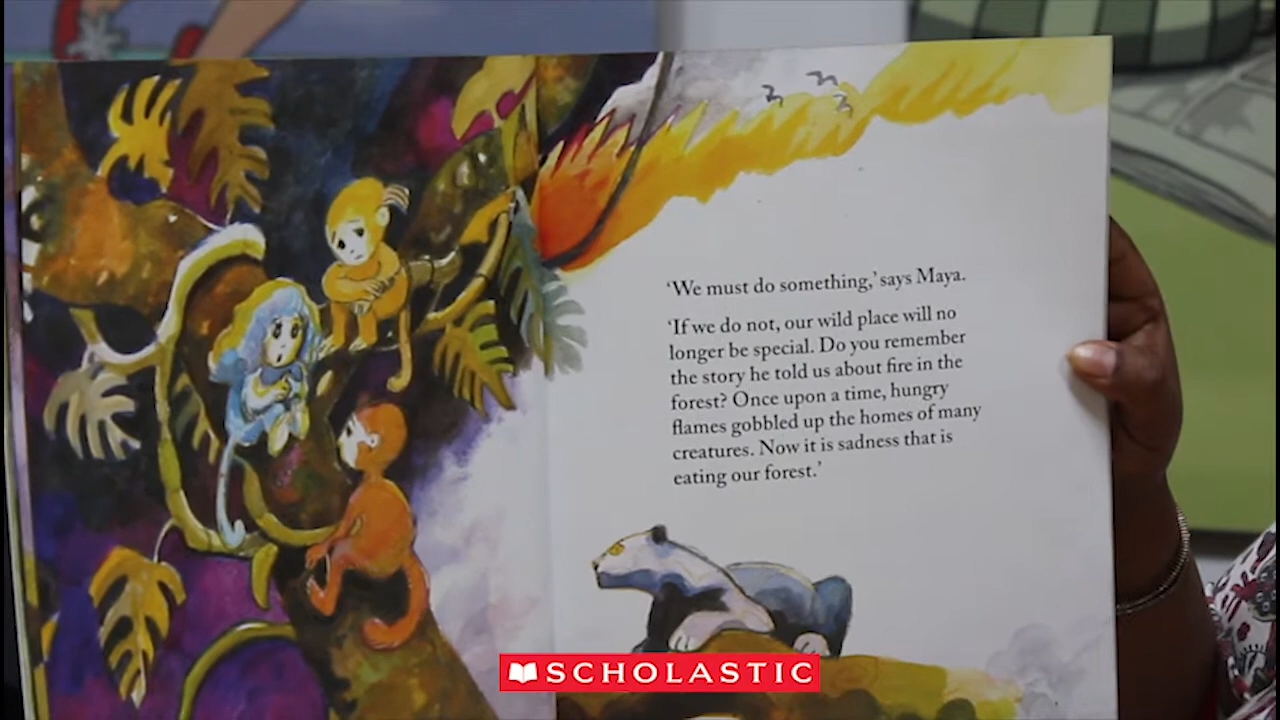 ‘We must do something,’ says Maya.
‘If we do not, our wild place will no
longer be special. Do you remember
the story he told us about fire in the
forest? Once upon a time, hungry
flames gobbled up the homes of many
creatures. Now it is sadness that is
eating our forest.’
SCHOLASTIC